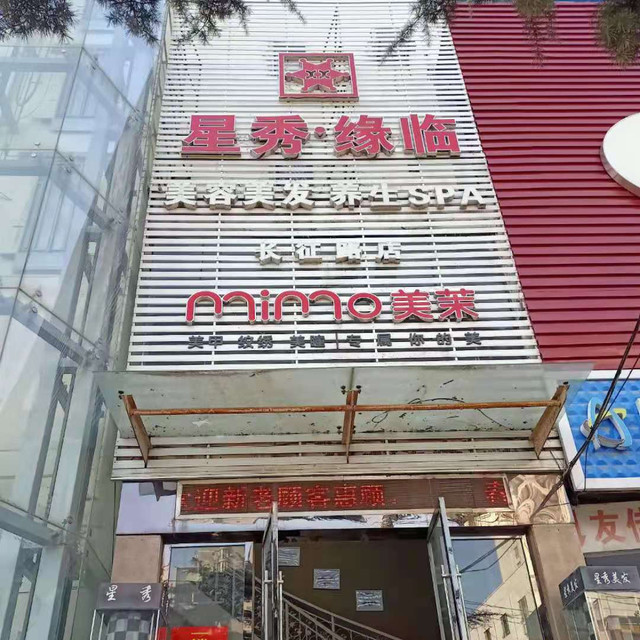 星秀·缘临
美容美发 养生SPA
长征路店
mimo美莱
美甲 纹绣 美瞳 专属你的美
迎新老顾客惠顾
友
星秀
星秀美发